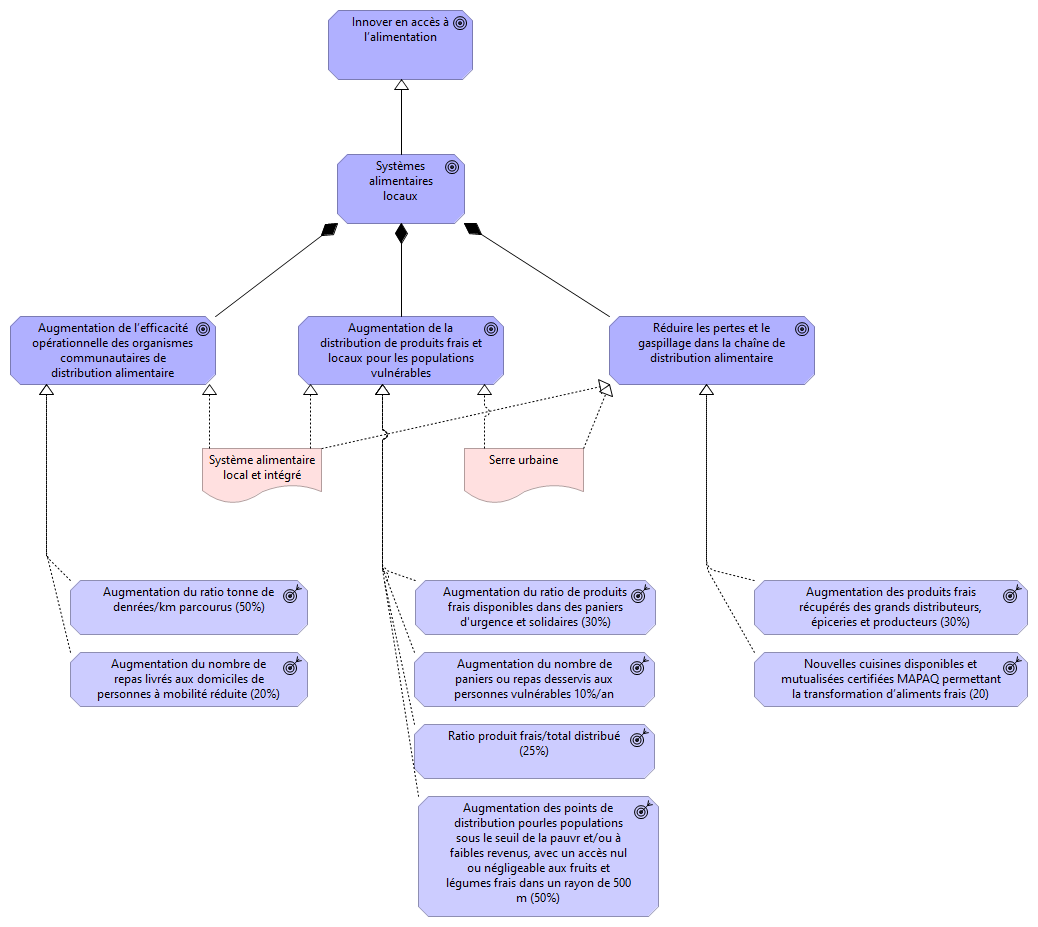 Innover en accès à
l'alimentation
Systèmes
alimentaires
locaux
Augmentation de l'efficacité
opérationnelle des organismes
communautaires de
distribution alimentaire
Augmentation de la
distribution de produits frais et
locaux pour les populations
vulnérables
Réduire les pertes et le
gaspillage dans la chaîne de
distribution alimentaire
Système alimentaire
local et intégré
Serre urbaine
Augmentation du ratio tonne de
denrées/km parcourus (50%)
Augmentation du nombre de
repas livrés aux domiciles de
personnes à mobilité réduite (20%)
Augmentation du ratio de produits
frais disponibles dans des paniers
d'urgence et solidaires (30%)
Augmentation du nombre de
paniers ou repas desservis aux
personnes vulnérables 10%/an
Ratio produit frais/total distribué
(25%)
Augmentation des points de
distribution pourles populations
sous le seuil de la pauvr et/ou à
faibles revenus, avec un accès nul
ou négligeable aux fruits et
légumes frais dans un rayon de 500
m (50%)
Augmentation des produits frais
récupérés des grands distributeurs,
épiceries et producteurs (30%)
Nouvelles cuisines disponibles et
mutualisées certifiées MAPAQ permettant
la transformation d'aliments frais (20)